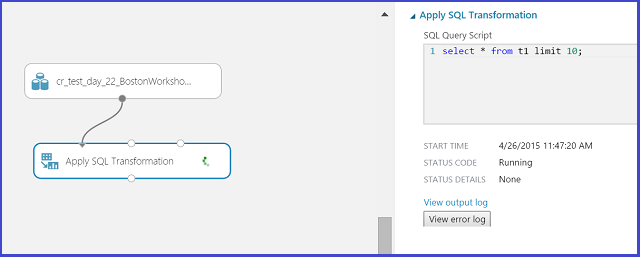 cr_test_day_22_BostonWorksho...
Apply SQL Transformation
Apply SQL Transformation
SQL Query Script
1 select * from t1 limit 10;
START TIME 4/26/2015 11:47:20 AM
STATUS CODE Running
STATUS DETAILS None
View output log
View error log